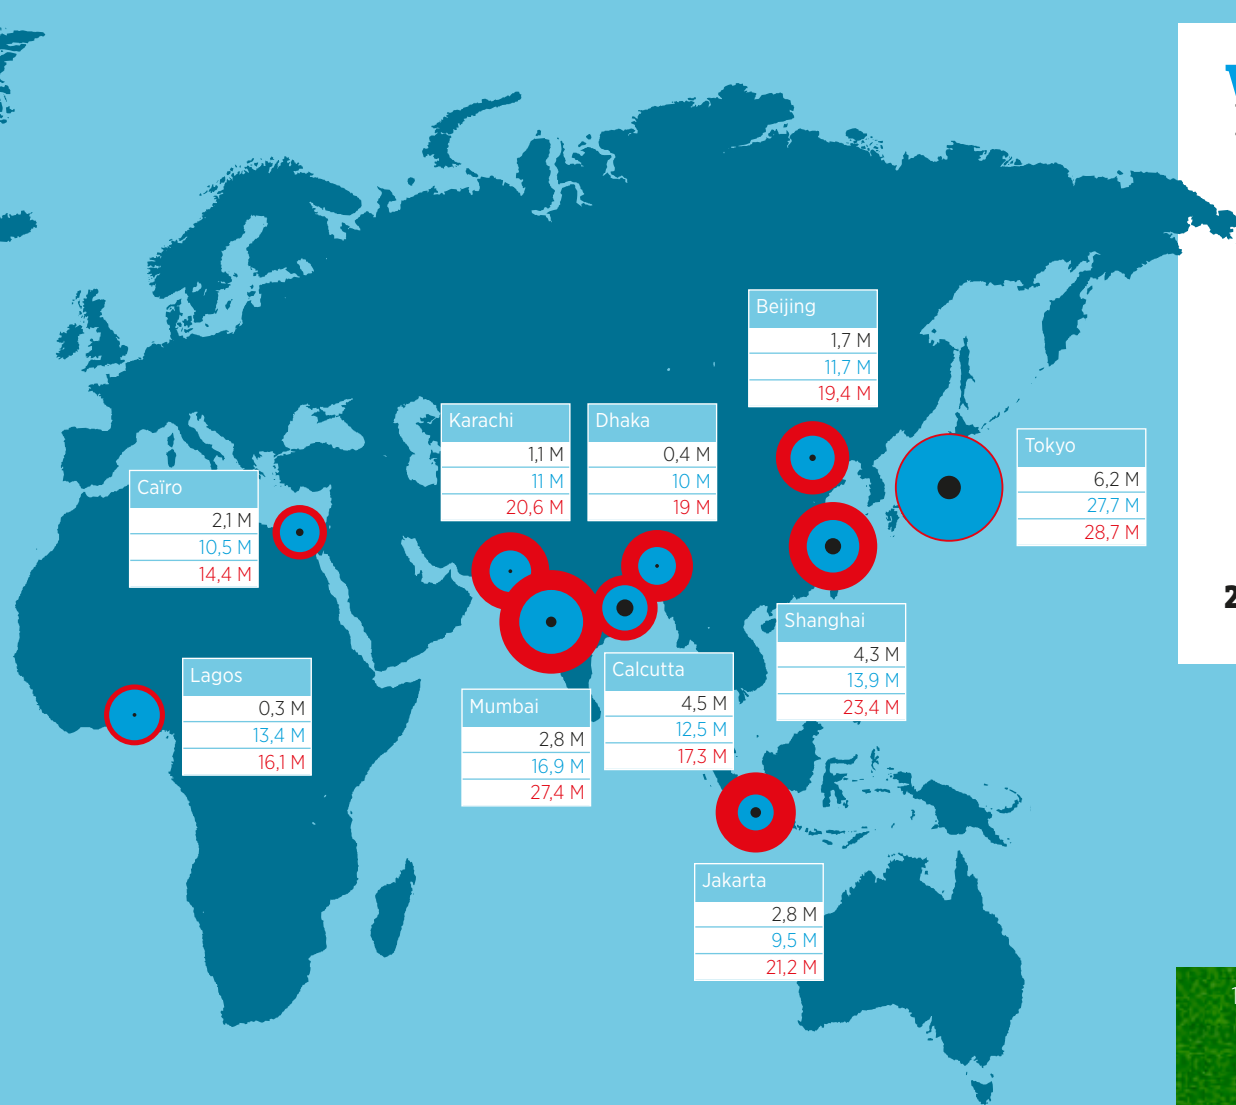 Beijing
1,7 M
11,7 M
19,4 M
Karachi
1,1 M
11 M
20,6 M
Dhaka
0,4 M
10 M
19 M
Tokyo
6,2 M
27,7 M
28,7 M
Caïro
2,1 M
10,5 M
14,4 M
Shanghai
4,3 M
13,9 M
23,4 M
Lagos
0,3 M
13,4 M
16,1 M
Calcutta
4,5 M
12,5 M
17,3 M
Mumbai
2,8 M
16,9 M
27,4 M
Jakarta
2,8 M
9,5 M
21,2 M
2